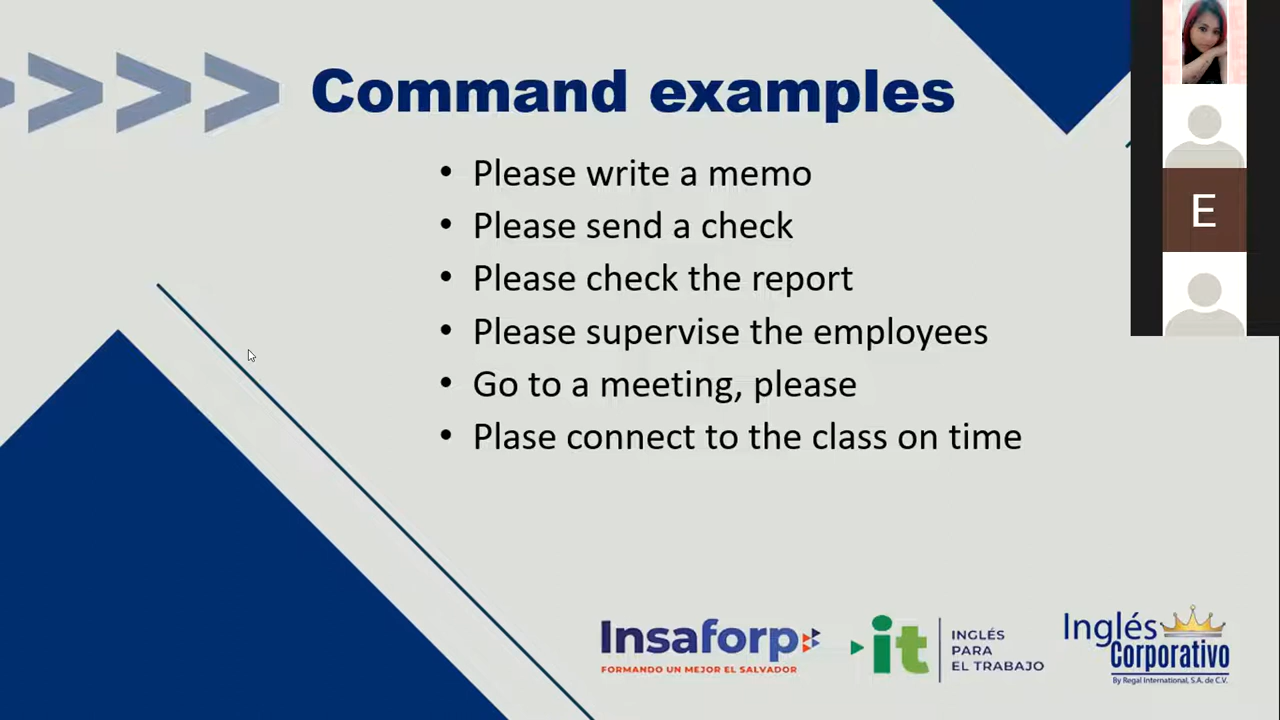 Command examples
• Please write a memo
• Please send a check
• Please check the report
• Please supervise the employees
• Go to a meeting, please
• Plase connect to the class on time
E
Insaforp
FORMANDO UN MEJOR EL SALVADOR
it
INGLÉS
PARA
EL TRABAJO
Inglés
Corporativo
By Regal International, S.A. de C.V.